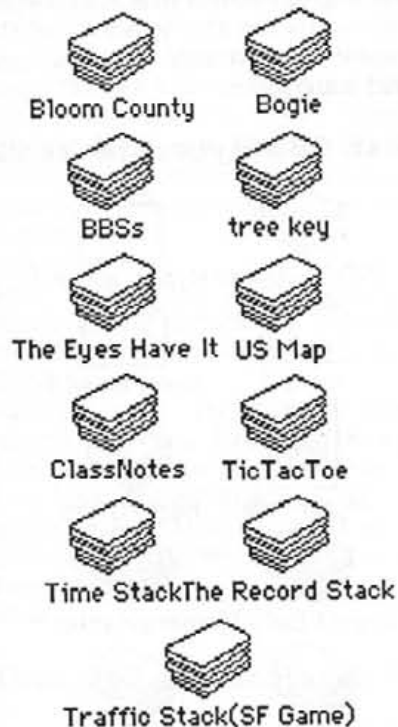 Bloom County Bogie
BBSs tree key
The Eyes Have It US Map
ClassNotes TicTacToe
Time Stack The Record Stack
Traffic Stack(SF Game)